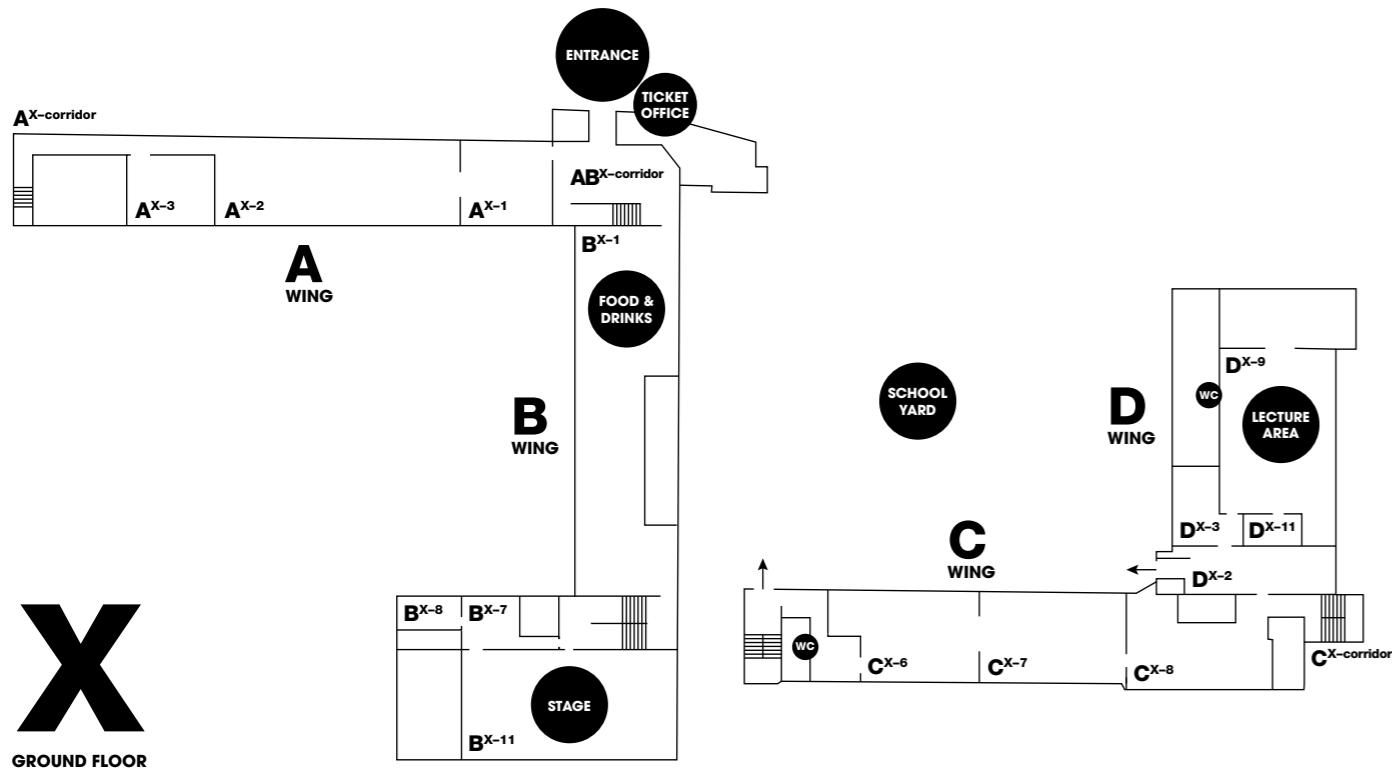 ENTRANCE
TICKET
OFFICE
AX–corridor
ABX–corridor
AX–3
AX–2
AX–1
BX–1
A
WING
FOOD &
DRINKS
B
WING
SCHOOL
YARD
D
WING
DX–9
WC
LECTURE
AREA
DX–3
DX–11
C
WING
DX–2
BX–8
BX–7
WC
CX–6
CX–7
CX–8
CX–corridor
STAGE
BX–11
X
GROUND FLOOR